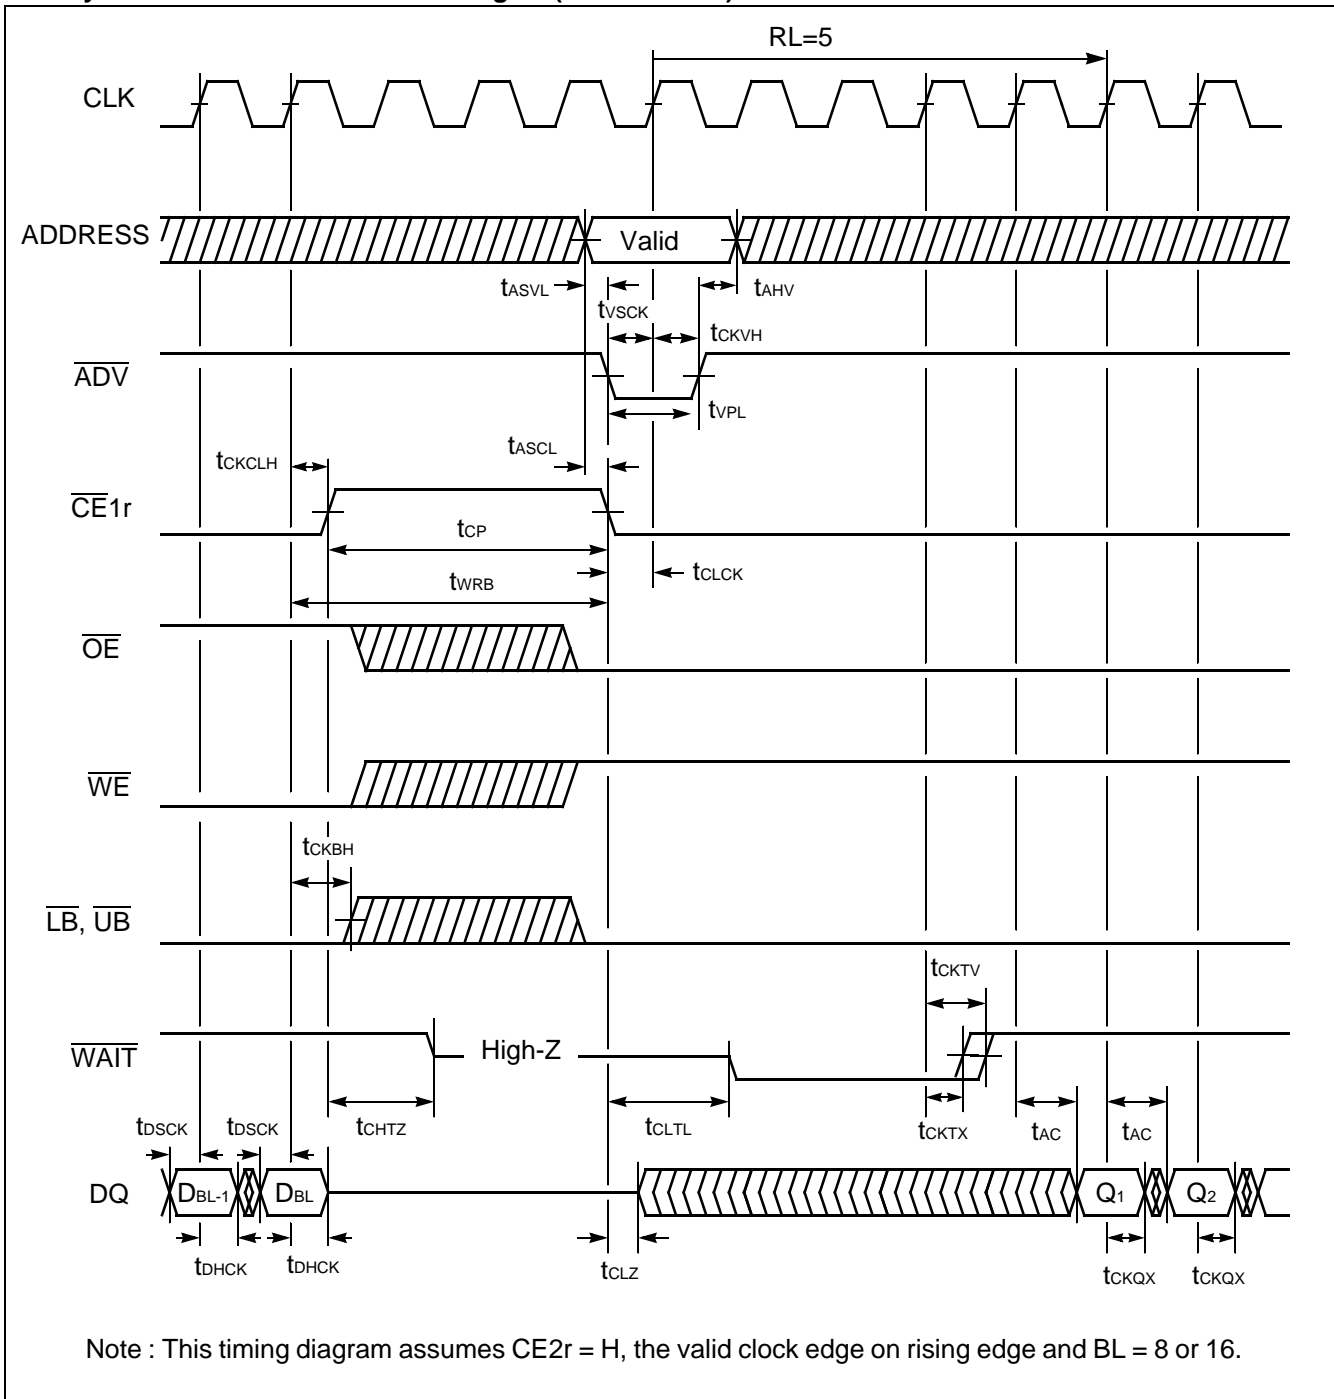 RL=5
CLK
ADDRESS
Valid
tASVL
tAHV
tVSCK
tCKVH
ADV
tVPL
tASCL
tCKCLH
CE1r
tCP
tCLCK
tWRB
OE
WE
tCKBH
LB, UB
tCKTV
WAIT
High-Z
tDSCK
tDSCK
tCHTZ
tCLTL
tCKTX
tAC
tAC
DQ
DBL-1
DBL
Q1
Q2
tDHCK
tDHCK
tCLZ
tCKQX
tCKQX
Note : This timing diagram assumes CE2r = H, the valid clock edge on rising edge and BL = 8 or 16.